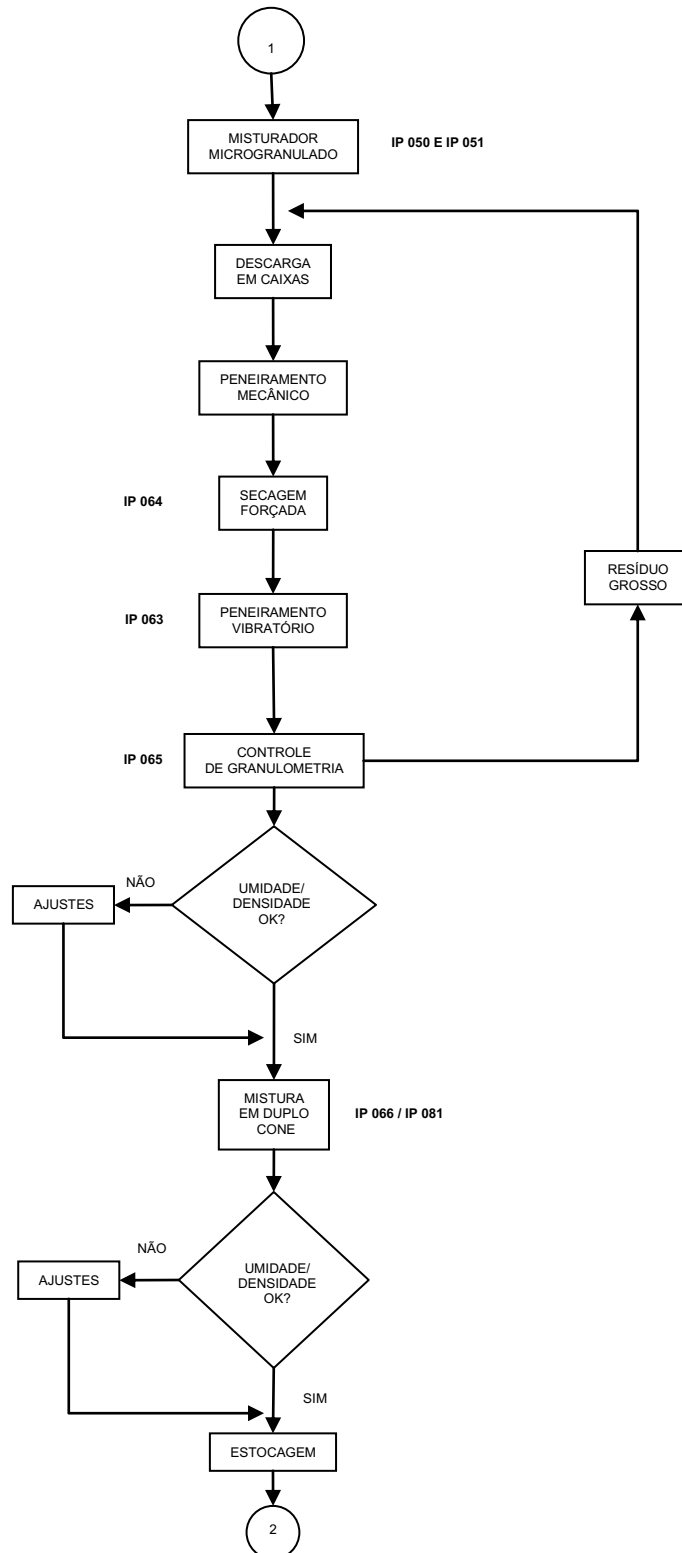 1
MISTURADOR
MICROGRANULADO
IP 050 E IP 051
DESCARGA
EM CAIXAS
PENEIRAMENTO
MECÂNICO
IP 064
SECAGEM
FORÇADA
RESÍDUO
GROSSO
IP 063
PENEIRAMENTO
VIBRATÓRIO
IP 065
CONTROLE
DE GRANULOMETRIA
UMIDADE/
DENSIDADE
OK?
NÃO
AJUSTES
SIM
MISTURA
EM DUPLO
CONE
IP 066 / IP 081
UMIDADE/
DENSIDADE
OK?
NÃO
AJUSTES
SIM
ESTOCAGEM
2